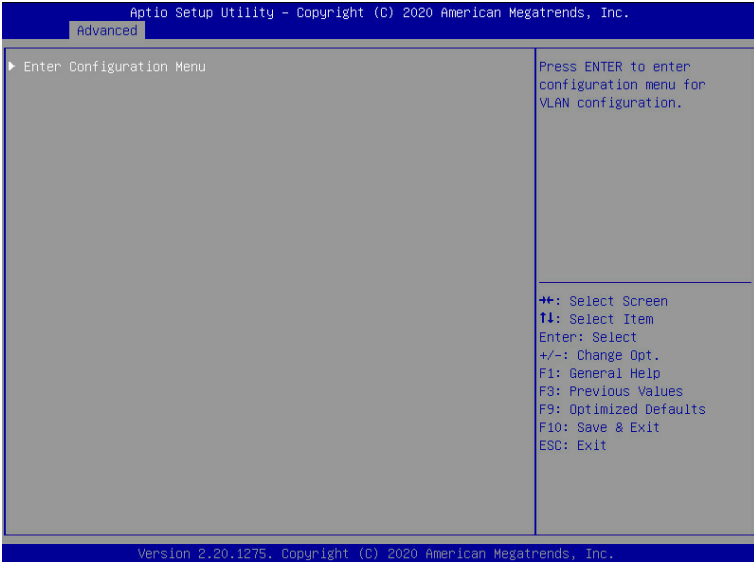 Aptio Setup Utility – Copyright (C) 2020 American Megatrends, Inc.
Advanced
▶ Enter Configuration Menu
Press ENTER to enter
configuration menu for
VLAN configuration.
→←: Select Screen
↑↓: Select Item
Enter: Select
+/-: Change Opt.
F1: General Help
F3: Previous Values
F9: Optimized Defaults
F10: Save & Exit
ESC: Exit
Version 2.20.1275. Copyright (C) 2020 American Megatrends, Inc.